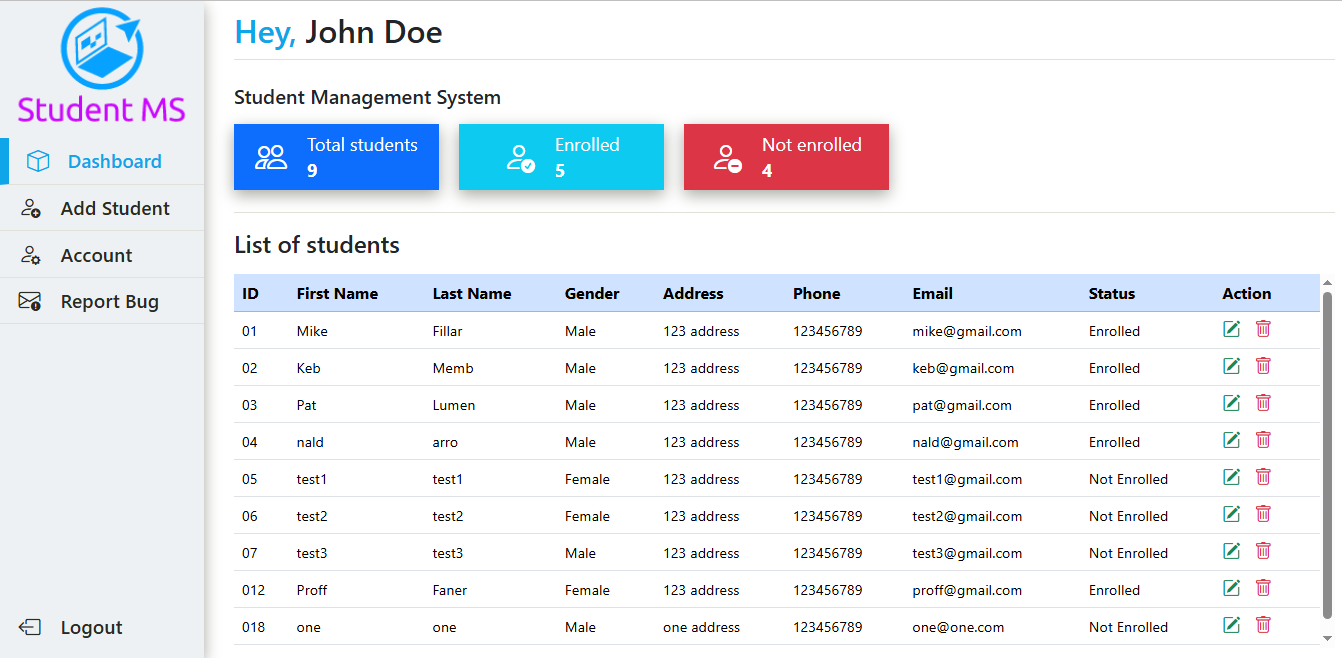 Student MS
Dashboard
Add Student
Account
Report Bug
Logout
Hey, John Doe
Student Management System
Total students
9
Enrolled
5
Not enrolled
4
List of students
ID First Name Last Name Gender Address Phone Email Status Action
01 Mike Fillar Male 123 address 123456789 mike@gmail.com Enrolled
02 Keb Memb Male 123 address 123456789 keb@gmail.com Enrolled
03 Pat Lumen Male 123 address 123456789 pat@gmail.com Enrolled
04 nald arro Male 123 address 123456789 nald@gmail.com Enrolled
05 test1 test1 Female 123 address 123456789 test1@gmail.com Not Enrolled
06 test2 test2 Female 123 address 123456789 test2@gmail.com Not Enrolled
07 test3 test3 Male 123 address 123456789 test3@gmail.com Not Enrolled
012 Proff Faner Female 123 address 123456789 proff@gmail.com Enrolled
018 one one Male one address 123456789 one@one.com Not Enrolled